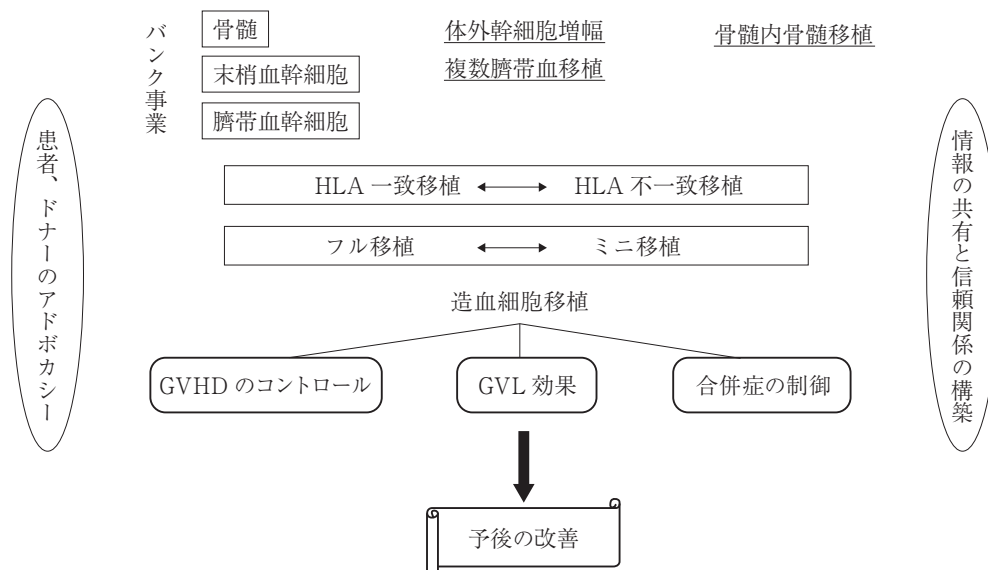 バンク事業
骨髄
末梢血幹細胞
臍帯血幹細胞
体外幹細胞増幅
複数臍帯血移植
骨髄内骨髄移植
患者、ドナーのアドボカシー
情報の共有と信頼関係の構築
HLA 一致移植 ⟷ HLA 不一致移植
フル移植 ⟷ ミニ移植
造血細胞移植
GVHD のコントロール
GVL 効果
合併症の制御
予後の改善